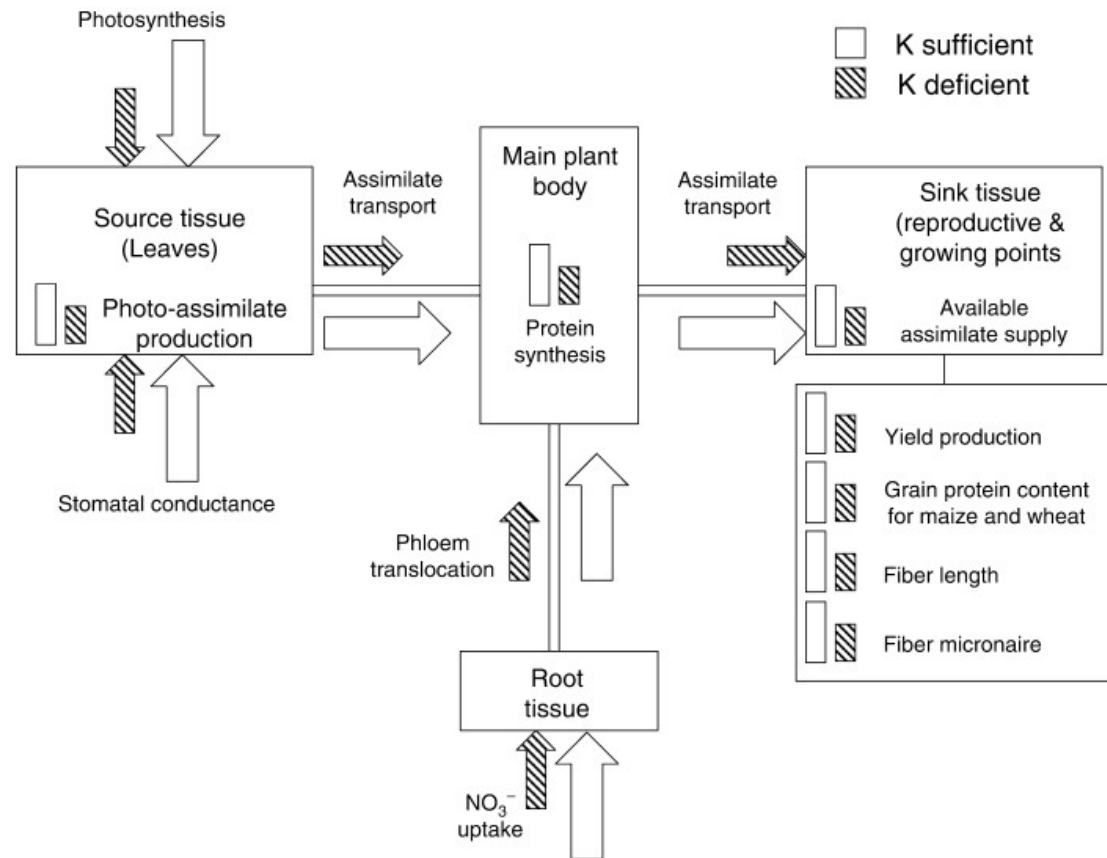 Photosynthesis
K sufficient
K deficient
Source tissue
(Leaves)
Photo-assimilate
production
Stomatal conductance
Assimilate
transport
Main plant
body
Protein
synthesis
Assimilate
transport
Sink tissue
(reproductive &
growing points
Available
assimilate supply
Yield production
Grain protein content
for maize and wheat
Fiber length
Fiber micronaire
Phloem
translocation
Root
tissue
NO₃⁻
uptake